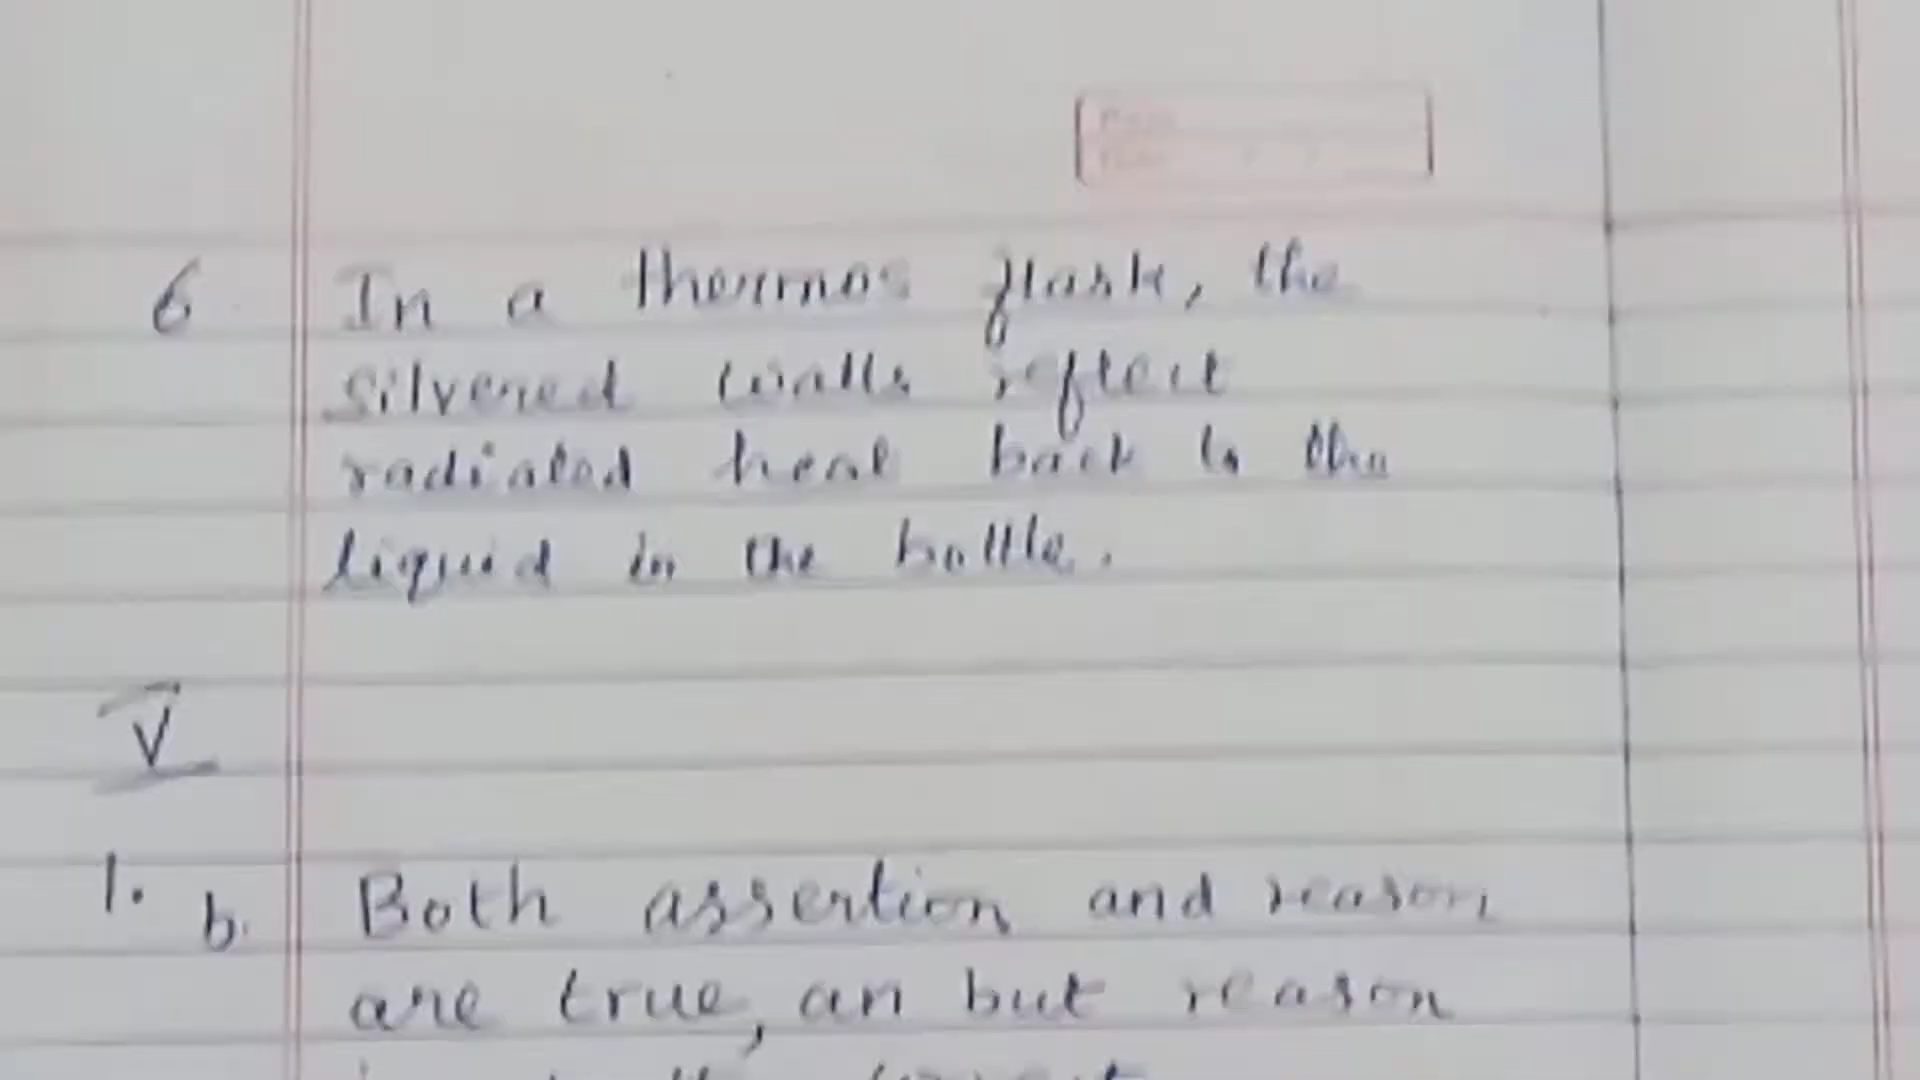 6 In a thermos flask, the
silvered walls reflect
radiated heat back to the
liquid in the bottle.
V
1. b. Both assertion and reason
are true, an but reason